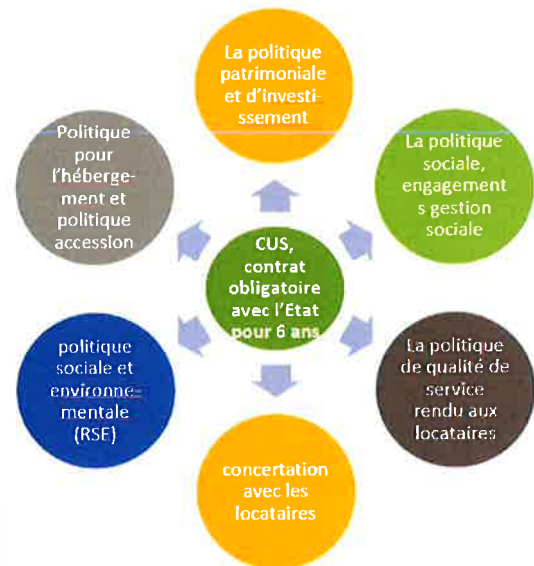 La politique
patrimoniale
et d'investi-
ssement
La politique
sociale,
engagement
s gestion
sociale
La politique
de qualité de
service
rendu aux
locataires
concertation
avec les
locataires
politique
sociale et
environne-
mentale
(RSE)
Politique
pour
l'héberge-
ment et
politique
accession
CUS,
contrat
obligatoire
avec l'Etat
pour 6 ans